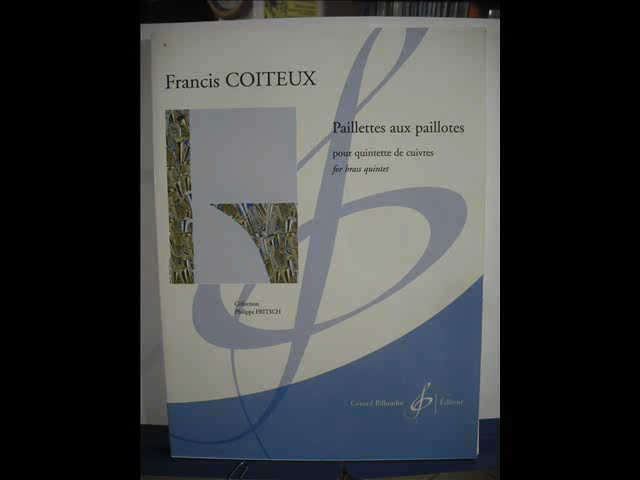 Francis COITEUX
Paillettes aux paillotes
pour quintette de cuivres
for brass quintet
Collection
Philippe FRITSCH
Gérard Billaudot
Éditeur